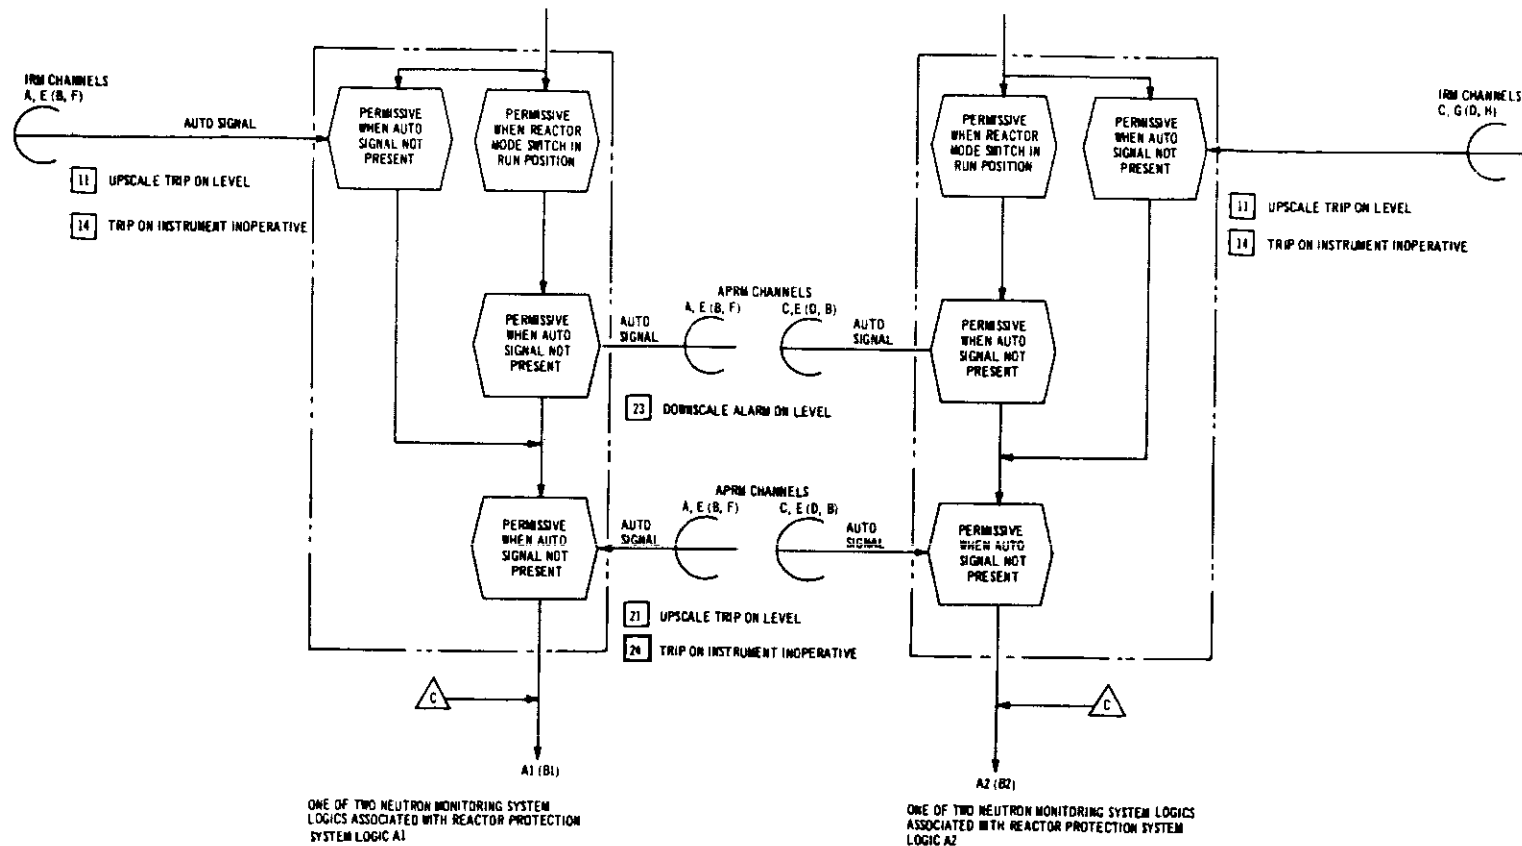 IRM CHANNELS
A, E (B, F)
AUTO SIGNAL
11 UPSCALE TRIP ON LEVEL
14 TRIP ON INSTRUMENT INOPERATIVE
PERMISSIVE
WHEN AUTO
SIGNAL NOT
PRESENT
PERMISSIVE
WHEN REACTOR
MODE SWITCH IN
RUN POSITION
PERMISSIVE
WHEN AUTO
SIGNAL NOT
PRESENT
PERMISSIVE
WHEN AUTO
SIGNAL NOT
PRESENT
C
A1 (B1)
ONE OF TWO NEUTRON MONITORING SYSTEM
LOGICS ASSOCIATED WITH REACTOR PROTECTION
SYSTEM LOGIC A1
APRM CHANNELS
A, E (B, F)
C, E (D, B)
AUTO
SIGNAL
AUTO
SIGNAL
23 DOWNSCALE ALARM ON LEVEL
APRM CHANNELS
A, E (B, F)
C, E (D, B)
AUTO
SIGNAL
AUTO
SIGNAL
21 UPSCALE TRIP ON LEVEL
24 TRIP ON INSTRUMENT INOPERATIVE
PERMISSIVE
WHEN REACTOR
MODE SWITCH IN
RUN POSITION
PERMISSIVE
WHEN AUTO
SIGNAL NOT
PRESENT
PERMISSIVE
WHEN AUTO
SIGNAL NOT
PRESENT
PERMISSIVE
WHEN AUTO
SIGNAL NOT
PRESENT
IRM CHANNELS
C, G (D, H)
11 UPSCALE TRIP ON LEVEL
14 TRIP ON INSTRUMENT INOPERATIVE
C
A2 (B2)
ONE OF TWO NEUTRON MONITORING SYSTEM LOGICS
ASSOCIATED WITH REACTOR PROTECTION SYSTEM
LOGIC A2